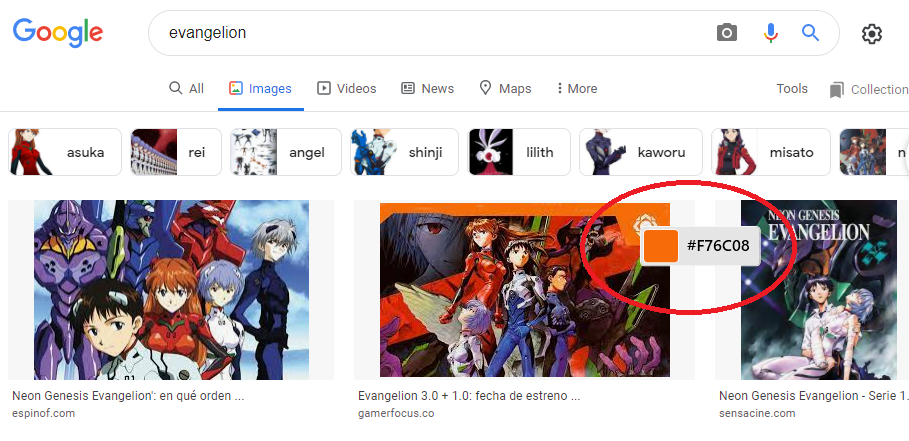 Google
evangelion
All Images Videos News Maps More Tools Collection
asuka rei angel shinji lilith kaworu misato n
#F76C08
NEON GENESIS
EVANGELION
Neon Genesis Evangelion': en qué orden ...
espinof.com
Evangelion 3.0 + 1.0: fecha de estreno ...
gamerfocus.co
Neon Genesis Evangelion - Serie 1.
sensacine.com